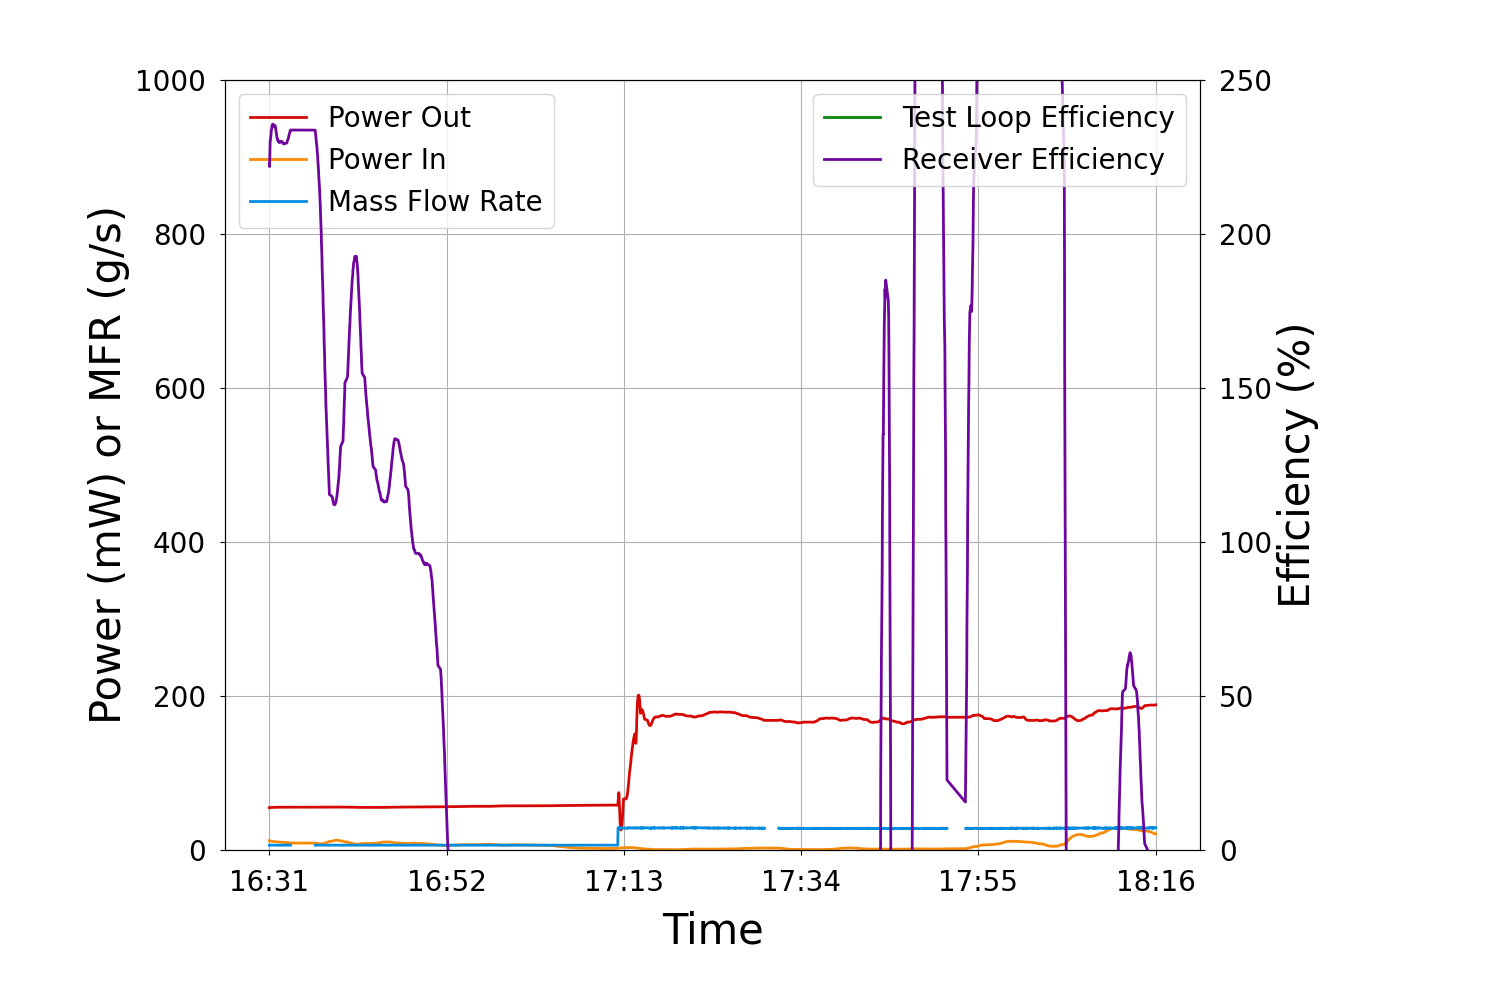 1000
800
600
400
200
0
Power (mW) or MFR (g/s)
Power Out
Power In
Mass Flow Rate
Test Loop Efficiency
Receiver Efficiency
250
200
150
100
50
0
Efficiency (%)
16:31 16:52 17:13 17:34 17:55 18:16
Time